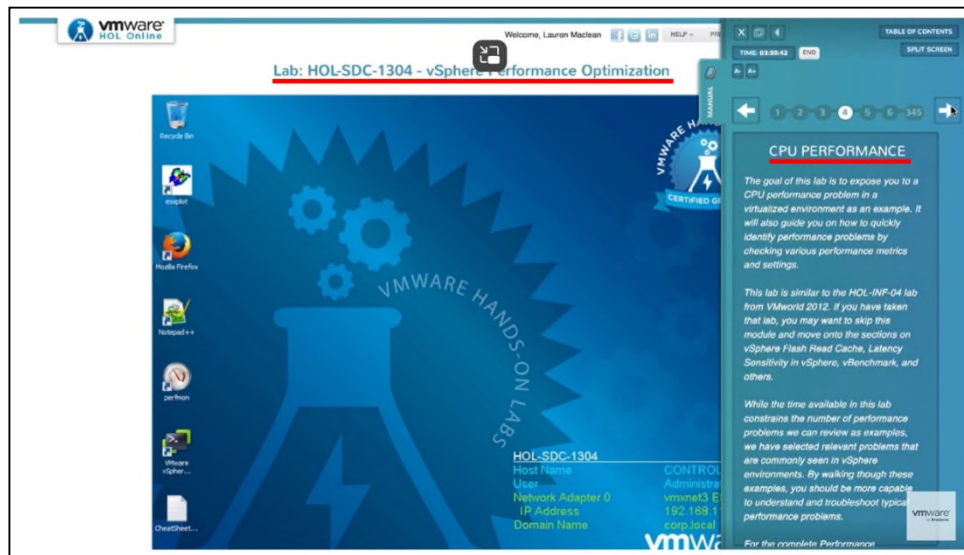 vmware
HOL Online
Welcome, Lauren Maclean
HELP
TABLE OF CONTENTS
TIME: 03:59:42
END
SPLIT SCREEN
Lab: HOL-SDC-1304 - vSphere Performance Optimization
A- A+
MANUAL
1 2 3 4 5 6 345
Recycle Bin
esxplot
Mozilla Firefox
Notepad++
perfmon
VMware
vSpher...
CheatSheet...
VMWARE
CERTIFIED
VMWARE HANDS-ON LABS
HOL-SDC-1304
Host Name CONTROL
User Administra
Network Adapter 0 vmxnet3 E
IP Address 192.168.1
Domain Name corp.local
vmwa
CPU PERFORMANCE
The goal of this lab is to expose you to a
CPU performance problem in a
virtualized environment as an example. It
will also guide you on how to quickly
identify performance problems by
checking various performance metrics
and settings.
This lab is similar to the HOL-INF-04 lab
from VMworld 2012. If you have taken
that lab, you may want to skip this
module and move onto the sections on
vSphere Flash Read Cache, Latency
Sensitivity in vSphere, vBenchmark, and
others.
While the time available in this lab
constrains the number of performance
problems we can review as examples,
we have selected relevant problems that
are commonly seen in vSphere
environments. By walking though these
examples, you should be more capable
to understand and troubleshoot typical
performance problems.
For the complete Performance
vmware